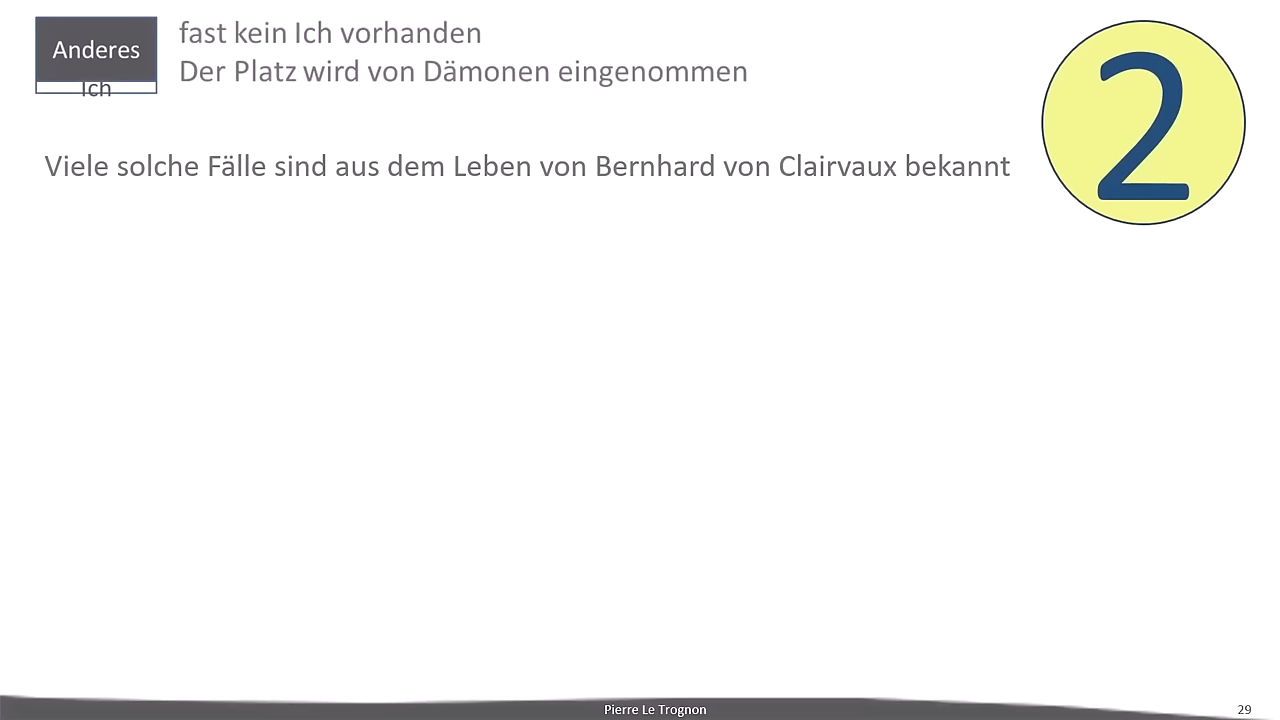 Anderes
Ich
fast kein Ich vorhanden
Der Platz wird von Dämonen eingenommen
2
Viele solche Fälle sind aus dem Leben von Bernhard von Clairvaux bekannt
Pierre Le Trognon
29